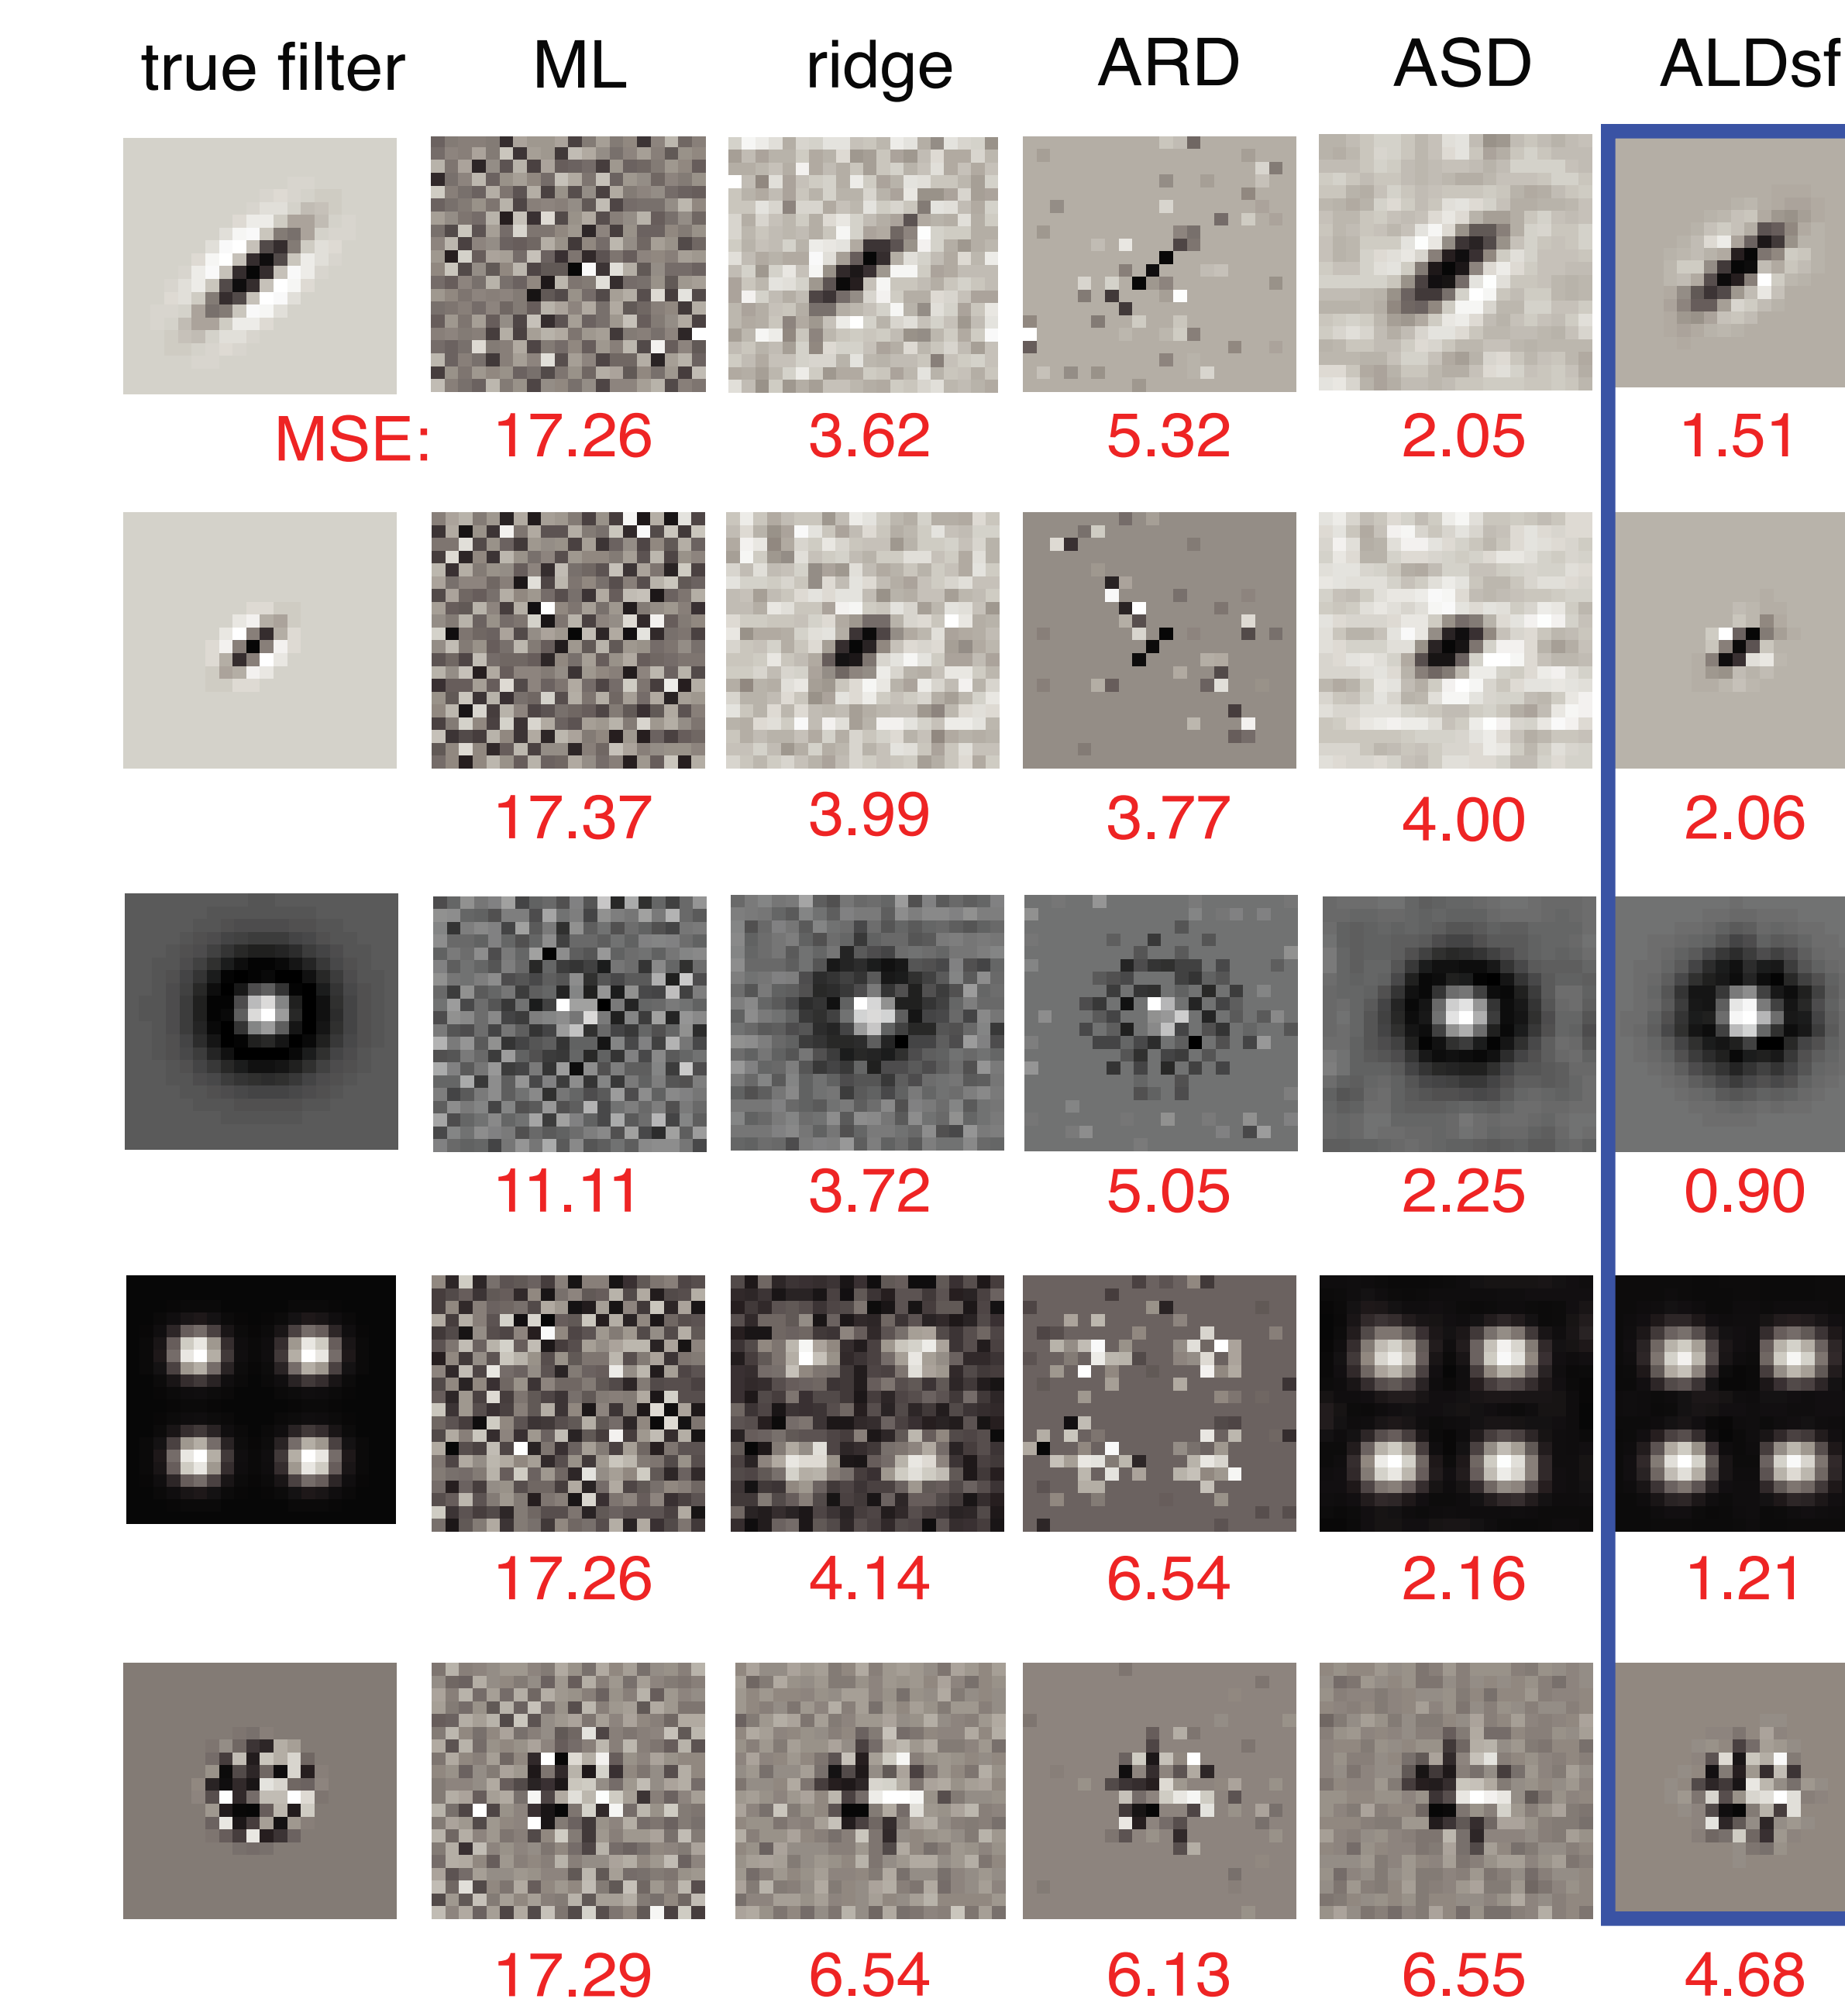 true filter ML ridge ARD ASD ALDsf
MSE: 17.26 3.62 5.32 2.05 1.51
17.37 3.99 3.77 4.00 2.06
11.11 3.72 5.05 2.25 0.90
17.26 4.14 6.54 2.16 1.21
17.29 6.54 6.13 6.55 4.68